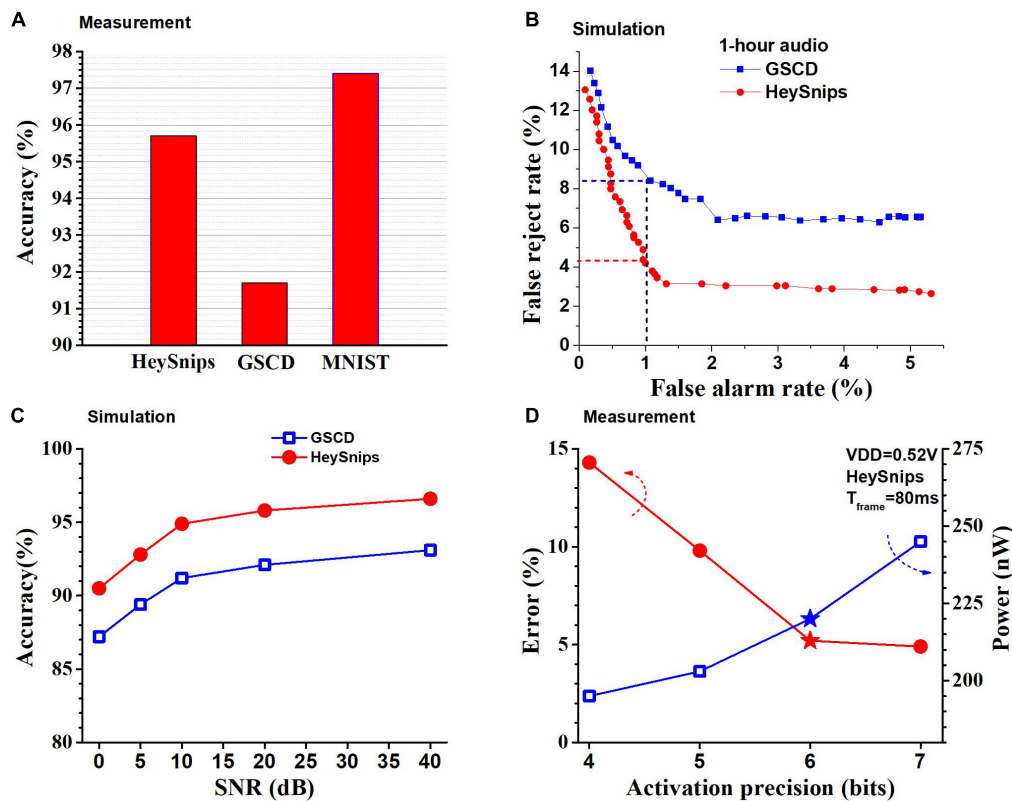 A Measurement
98
97
96
95
94
93
92
91
90
Accuracy (%)
HeySnips GSCD MNIST
B Simulation
1-hour audio
GSCD
HeySnips
14
12
10
8
6
4
2
0
False reject rate (%)
0 1 2 3 4 5
False alarm rate (%)
C Simulation
GSCD
HeySnips
100
95
90
85
80
Accuracy(%)
0 5 10 15 20 25 30 35 40
SNR (dB)
D Measurement
VDD=0.52V
HeySnips
Tframe=80ms
15
10
5
0
Error (%)
275
250
225
200
Power (nW)
4 5 6 7
Activation precision (bits)